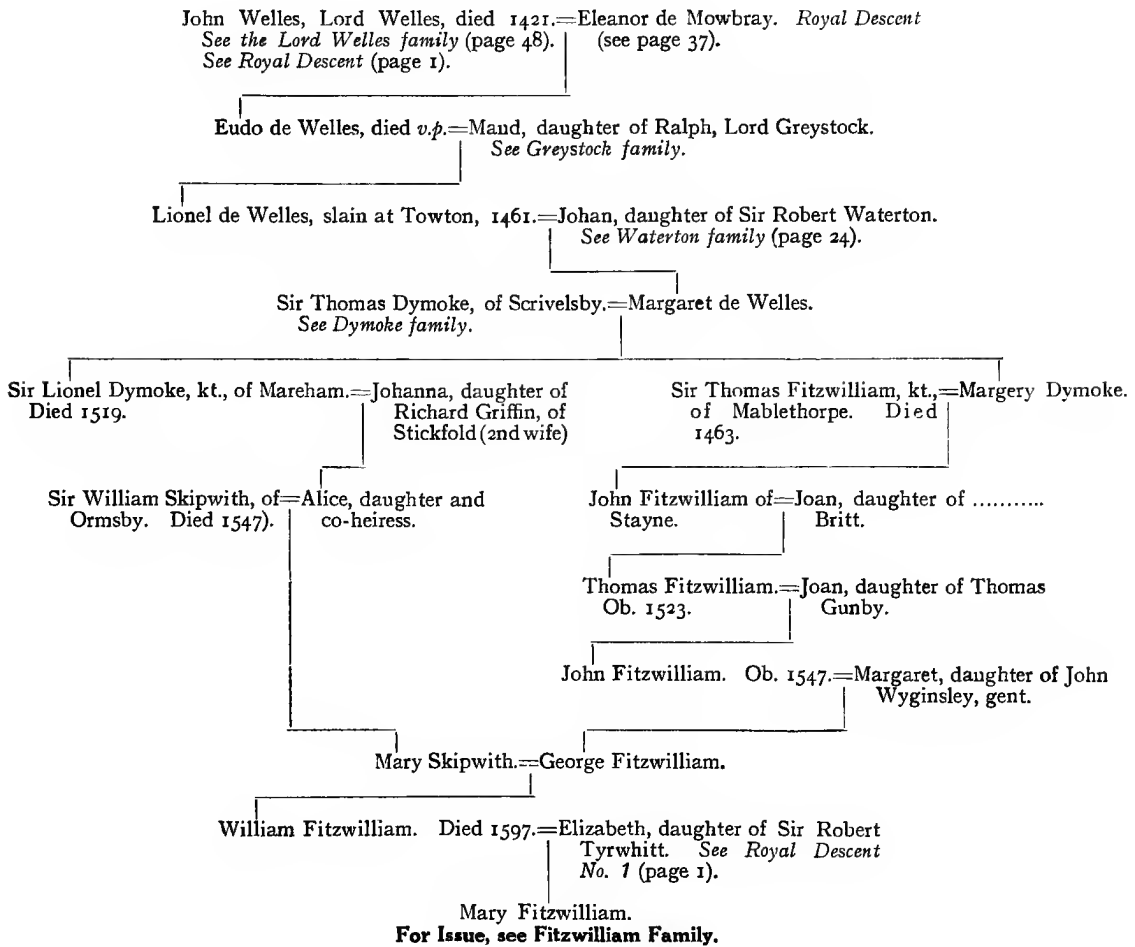 John Welles, Lord Welles, died 1421.=Eleanor de Mowbray. Royal Descent
See the Lord Welles family (page 48). (see page 37).
See Royal Descent (page 1).
Eudo de Welles, died v.p.=Maud, daughter of Ralph, Lord Greystock.
See Greystock family.
Lionel de Welles, slain at Towton, 1461.=Johan, daughter of Sir Robert Waterton.
See Waterton family (page 24).
Sir Thomas Dymoke, of Scrivelsby.=Margaret de Welles.
See Dymoke family.
Sir Lionel Dymoke, kt., of Mareham.=Johanna, daughter of
Died 1519. Richard Griffin, of
Stickfold (2nd wife)
Sir Thomas Fitzwilliam, kt.,=Margery Dymoke.
of Mablethorpe. Died
1463.
Sir William Skipwith, of=Alice, daughter and
Ormsby. Died 1547). co-heiress.
John Fitzwilliam of=Joan, daughter of ...........
Stayne. Britt.
Thomas Fitzwilliam.=Joan, daughter of Thomas
Ob. 1523. Gunby.
John Fitzwilliam. Ob. 1547.=Margaret, daughter of John
Wyginsley, gent.
Mary Skipwith.=George Fitzwilliam.
William Fitzwilliam. Died 1597.=Elizabeth, daughter of Sir Robert
Tyrwhitt. See Royal Descent
No. 1 (page 1).
Mary Fitzwilliam.
For Issue, see Fitzwilliam Family.